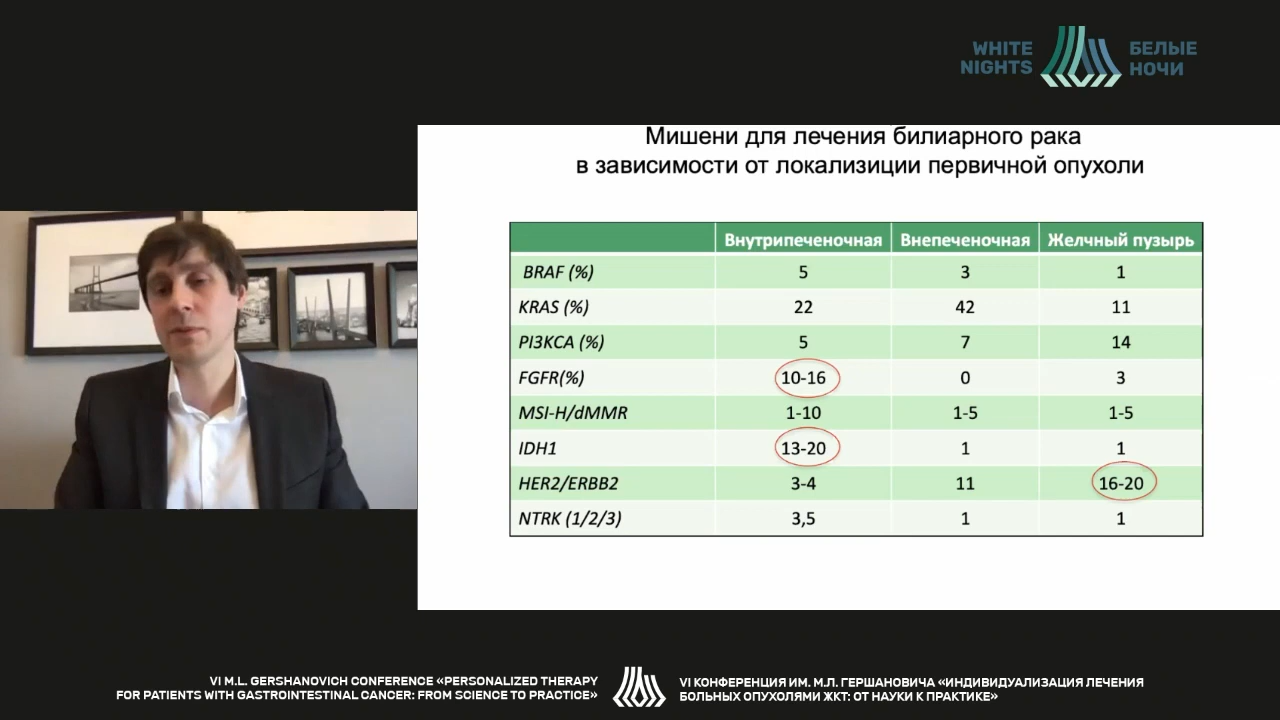 WHITE
NIGHTS
БЕЛЫЕ
НОЧИ
Мишени для лечения билиарного рака
в зависимости от локализиции первичной опухоли
Внутрипеченочная Внепеченочная Желчный пузырь
BRAF (%) 5 3 1
KRAS (%) 22 42 11
PI3KCA (%) 5 7 14
FGFR(%) 10-16 0 3
MSI-H/dMMR 1-10 1-5 1-5
IDH1 13-20 1 1
HER2/ERBB2 3-4 11 16-20
NTRK (1/2/3) 3,5 1 1
VI M.L. GERSHANOVICH CONFERENCE «PERSONALIZED THERAPY
FOR PATIENTS WITH GASTROINTESTINAL CANCER: FROM SCIENCE TO PRACTICE»
VI КОНФЕРЕНЦИЯ ИМ. М.Л. ГЕРШАНОВИЧА «ИНДИВИДУАЛИЗАЦИЯ ЛЕЧЕНИЯ
БОЛЬНЫХ ОПУХОЛЯМИ ЖКТ: ОТ НАУКИ К ПРАКТИКЕ»